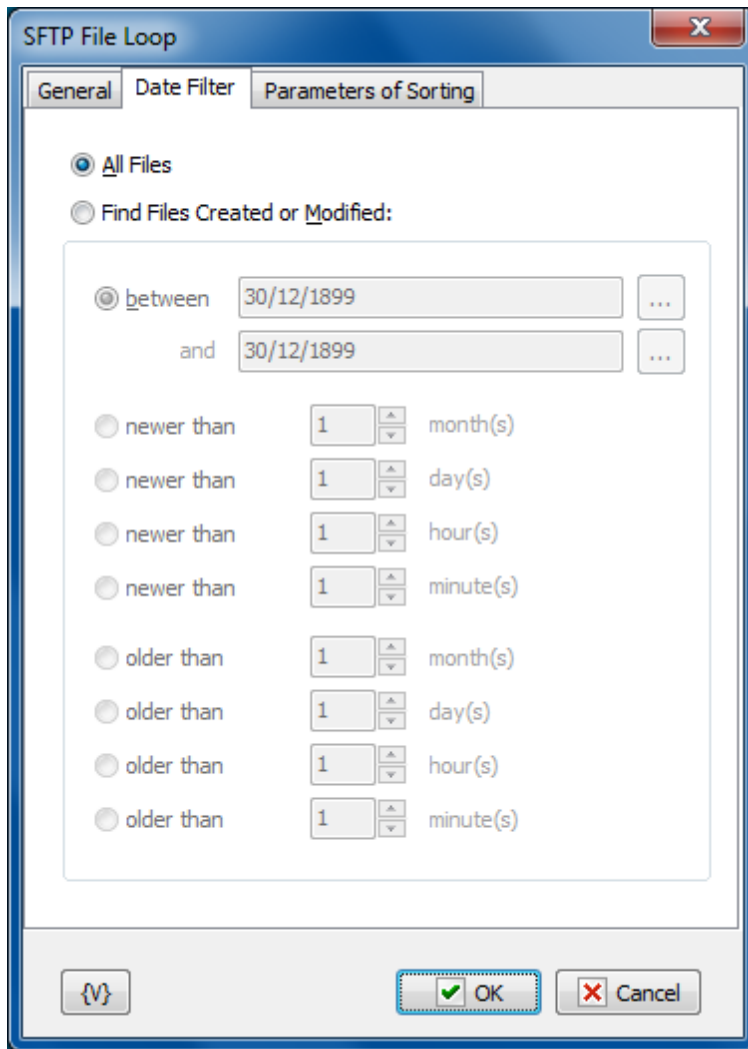 SFTP File Loop
General Date Filter Parameters of Sorting
All Files
Find Files Created or Modified:
between 30/12/1899 ...
and 30/12/1899 ...
newer than 1 month(s)
newer than 1 day(s)
newer than 1 hour(s)
newer than 1 minute(s)
older than 1 month(s)
older than 1 day(s)
older than 1 hour(s)
older than 1 minute(s)
{V} OK Cancel